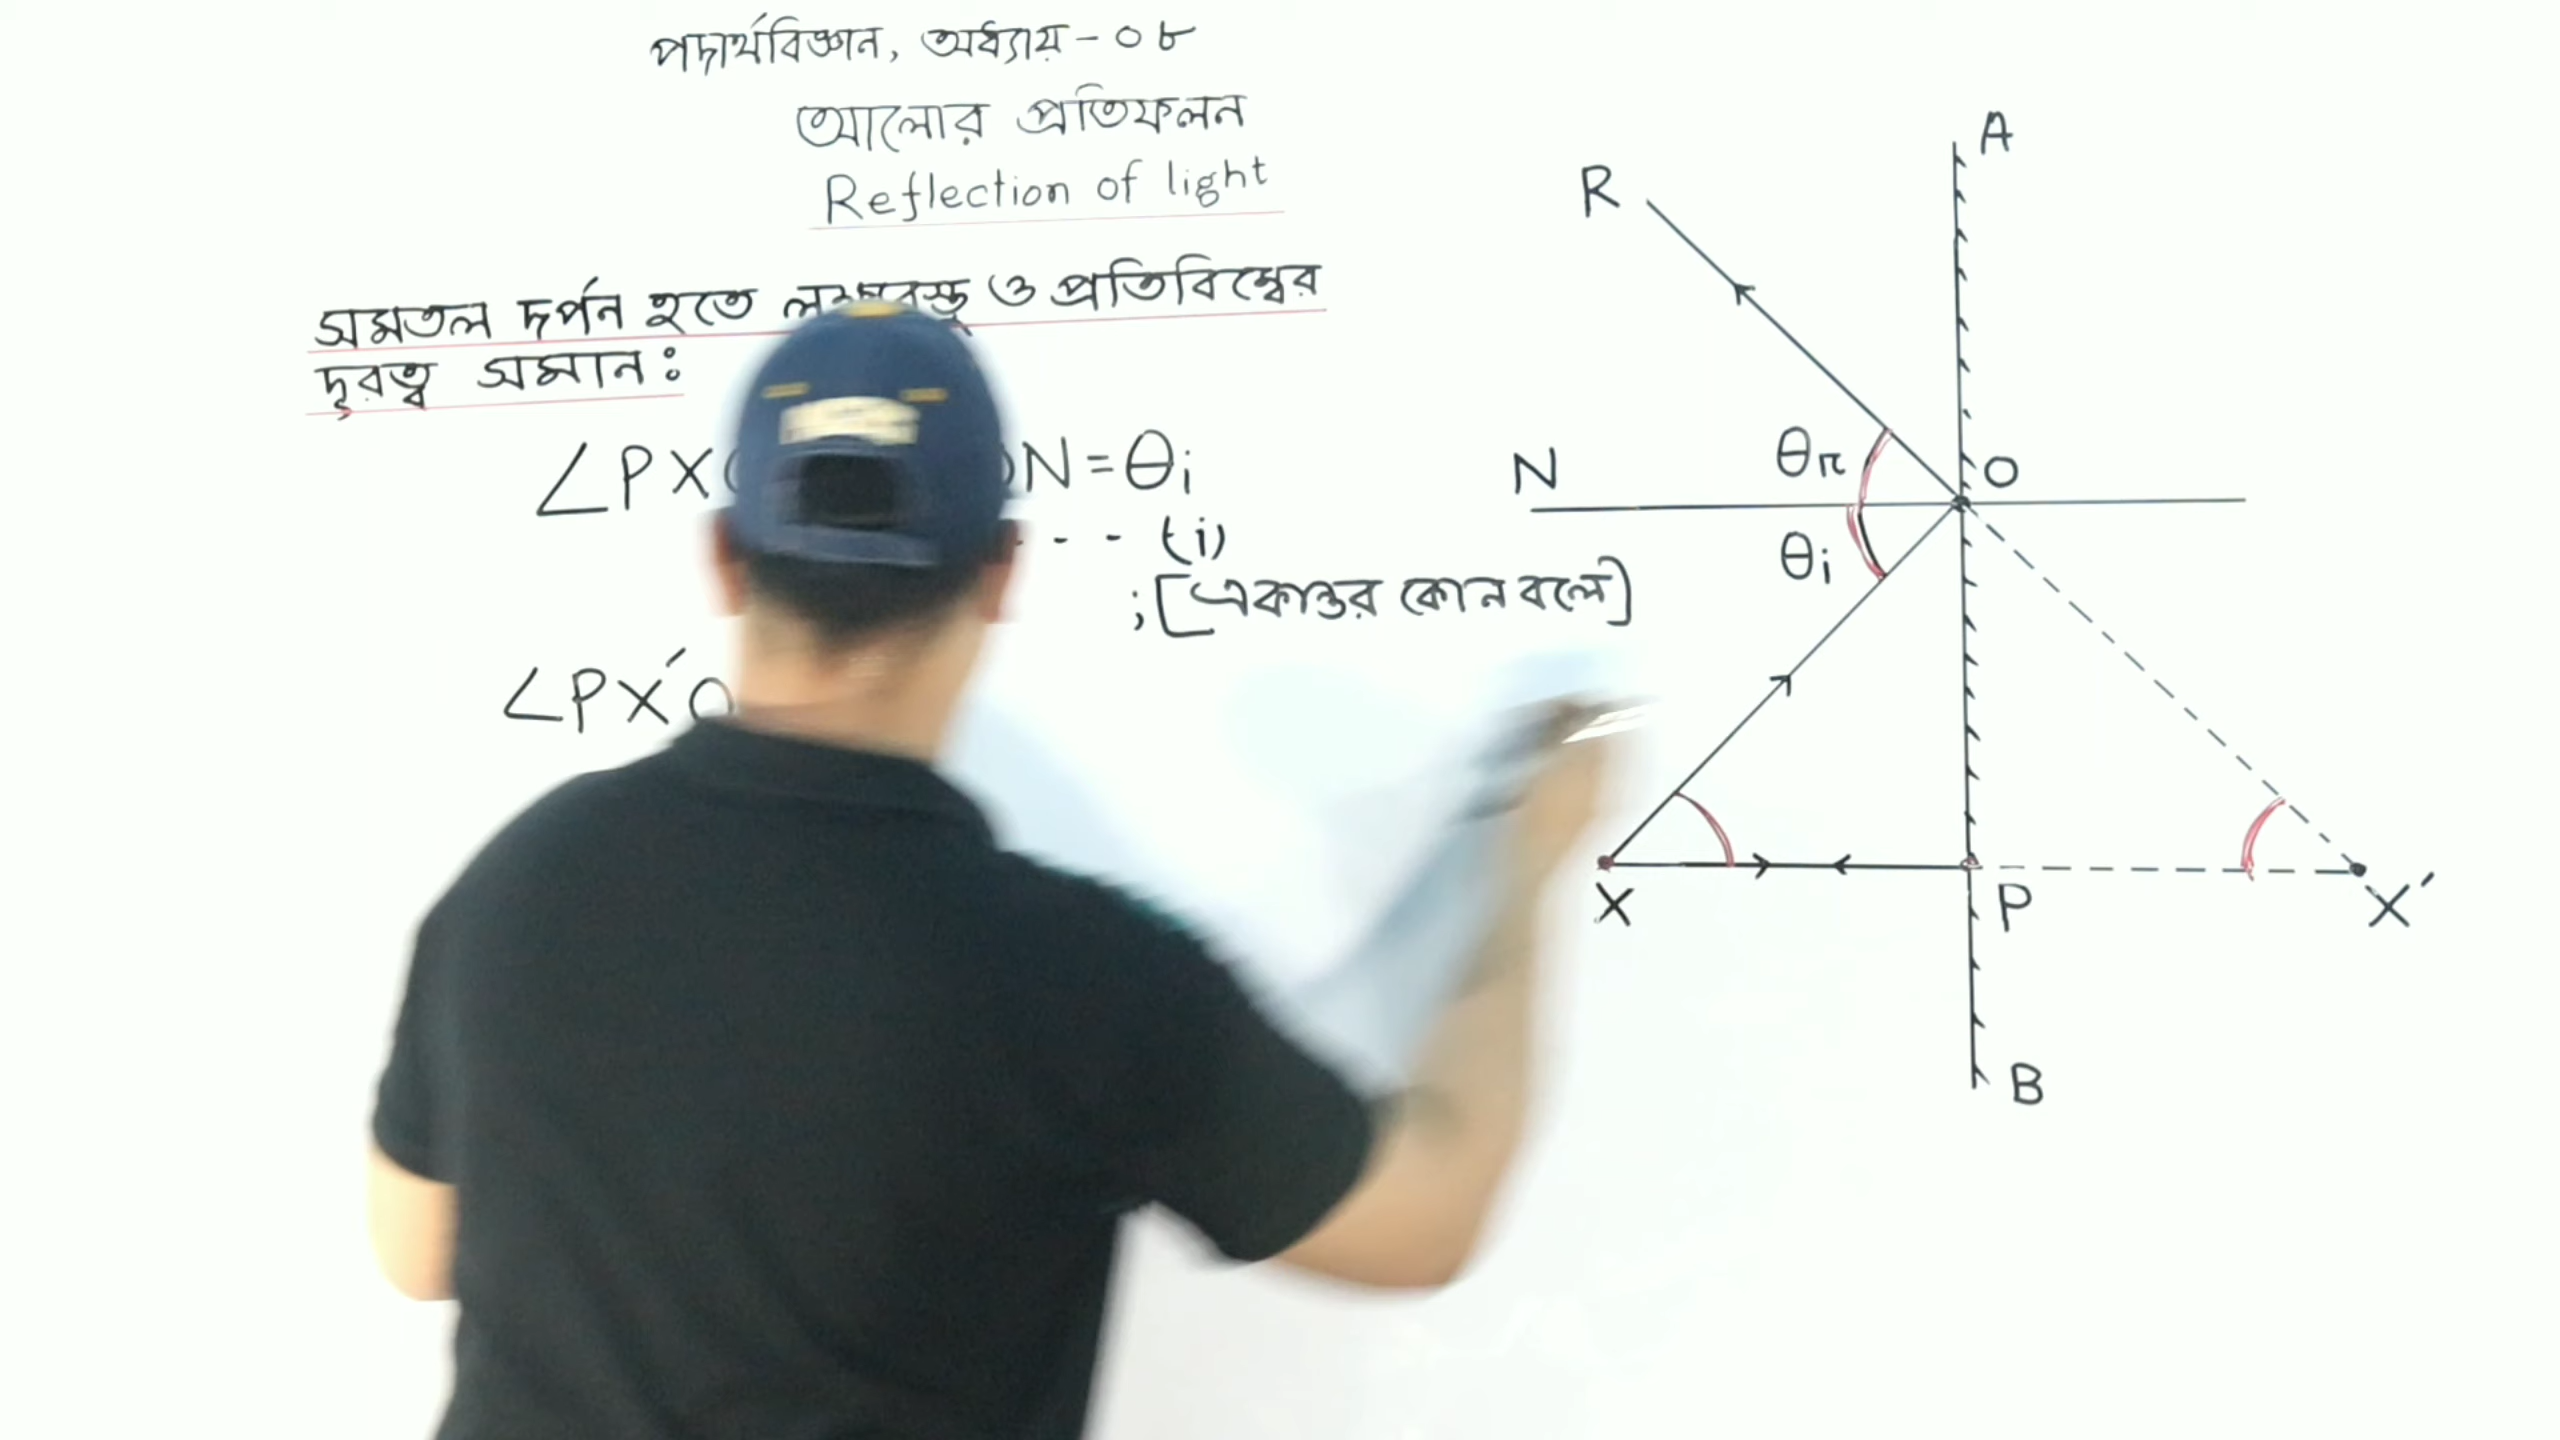 পদার্থবিজ্ঞান, অধ্যায় - ০৮
আলোর প্রতিফলন
Reflection of light
সমতল দর্পন হতে ও প্রতিবিম্বের
দূরত্ব সমান :
∠PX N = θi
- - - (i)
; [একান্তর কোন বলে]
∠PX′O
A
R
N
θr
O
θi
X
P
X′
B